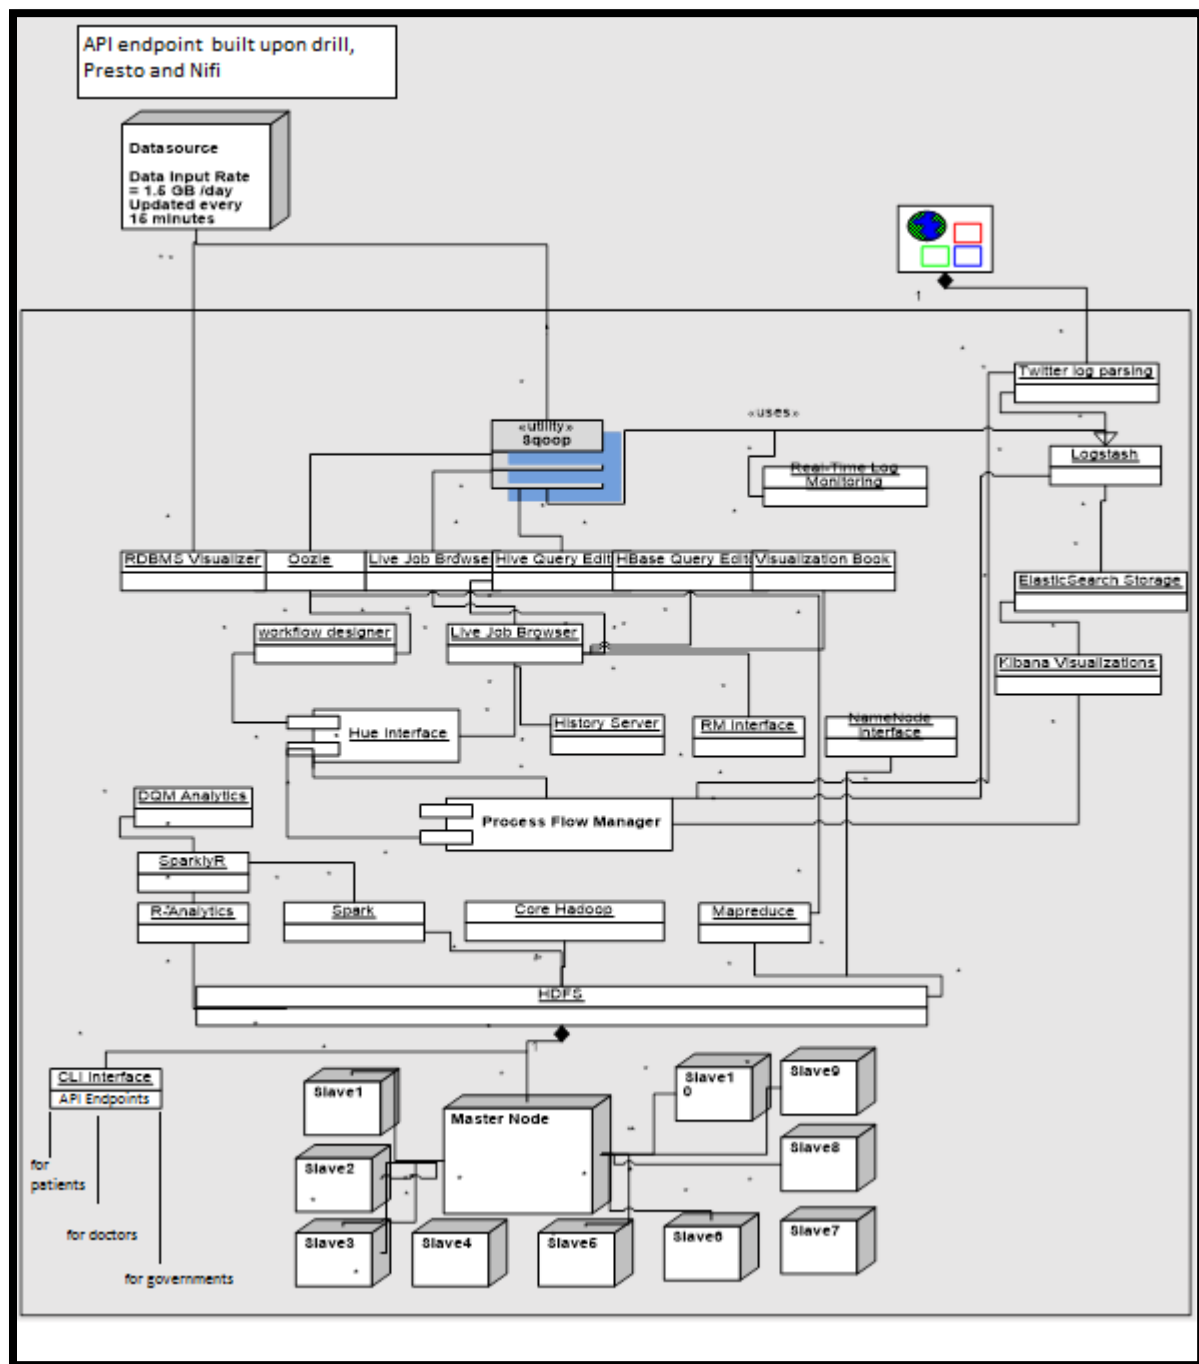 API endpoint built upon drill,
Presto and Nifi
Datasource
Data Input Rate
= 1.5 GB /day
Updated every
15 minutes
1
Twitter log parsing
«uses»
«utility»
Sqoop
Logstash
Real-Time Log
Monitoring
RDBMS Visualizer
Oozie
Live Job Browser
Hive Query Edit
HBase Query Edit
Visualization Book
ElasticSearch Storage
workflow designer
Live Job Browser
Kibana Visualizations
Hue Interface
History Server
RM Interface
NameNode
Interface
DQM Analytics
Process Flow Manager
SparklyR
R-Analytics
Spark
Core Hadoop
Mapreduce
HDFS
1
CLI Interface
API Endpoints
for
patients
for doctors
for governments
Slave1
Master Node
Slave1
0
Slave9
Slave2
Slave8
Slave3
Slave4
Slave5
Slave6
Slave7